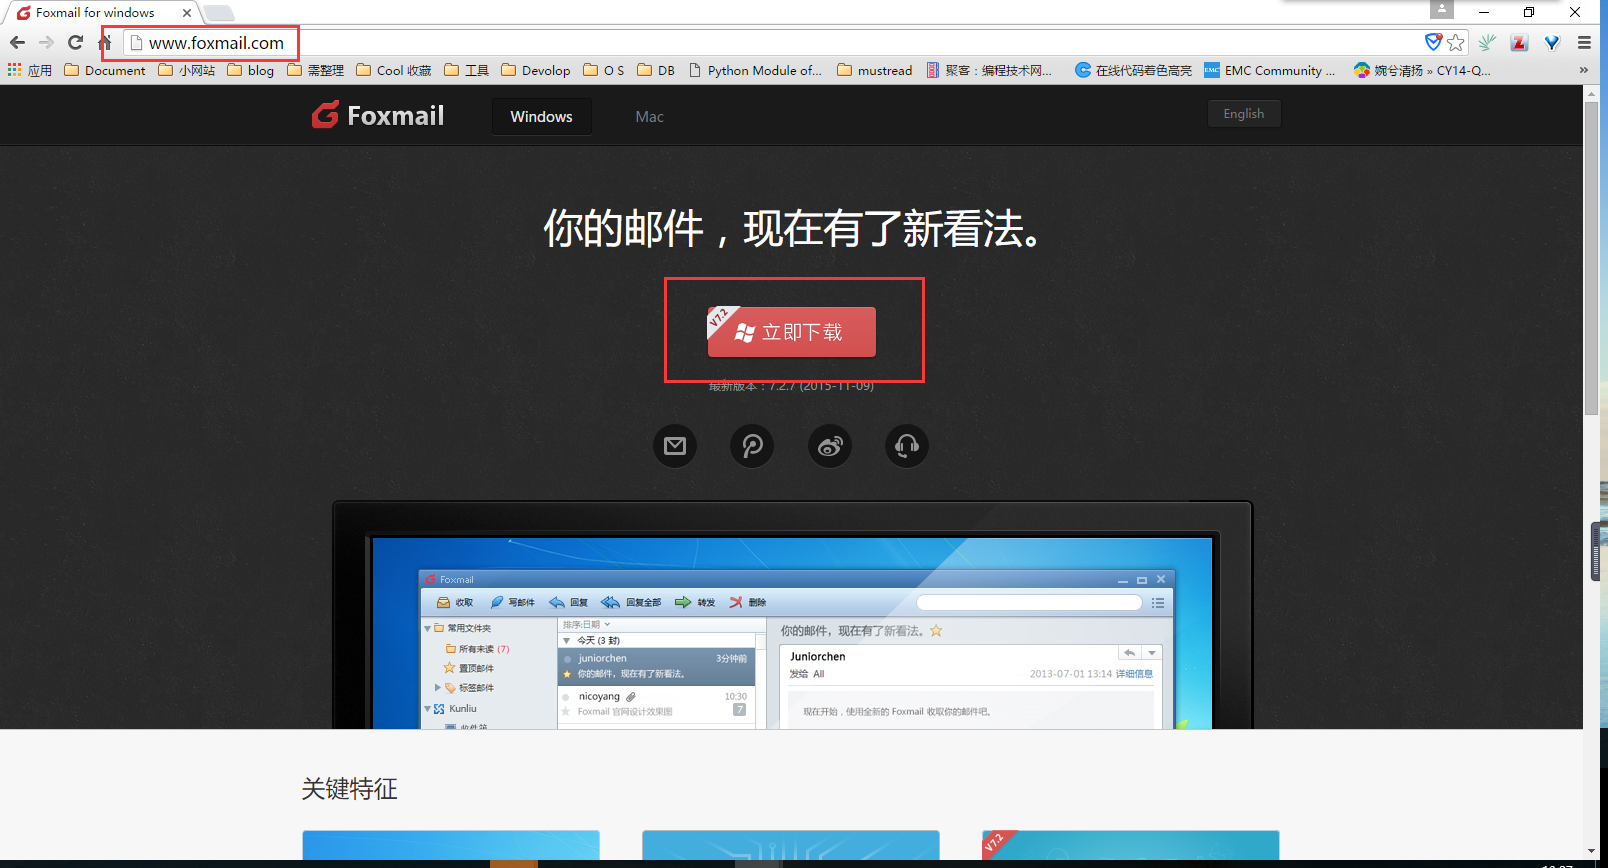 Foxmail for windows
www.foxmail.com
应用 Document 小网站 blog 需整理 Cool 收藏 工具 Devolop O S DB Python Module of... mustread 聚客：编程技术网... 在线代码着色高亮 EMC EMC Community ... 婉兮清扬 » CY14-Q... »
Foxmail Windows Mac English
你的邮件，现在有了新看法。
V7.2 立即下载
最新版本：7.2.7 (2015-11-09)
Foxmail
收取 写邮件 回复 回复全部 转发 删除
常用文件夹
所有未读 (7)
置顶邮件
标签邮件
Kunliu
收件箱
排序:日期
今天 (3 封)
juniorchen 3分钟前
你的邮件，现在有了新看法。
nicoyang 10:30
Foxmail 官网设计效果图 7
你的邮件，现在有了新看法。
Juniorchen
发给 All 2013-07-01 13:14 详细信息
现在开始，使用全新的 Foxmail 收取你的邮件吧。
关键特征
V7.2